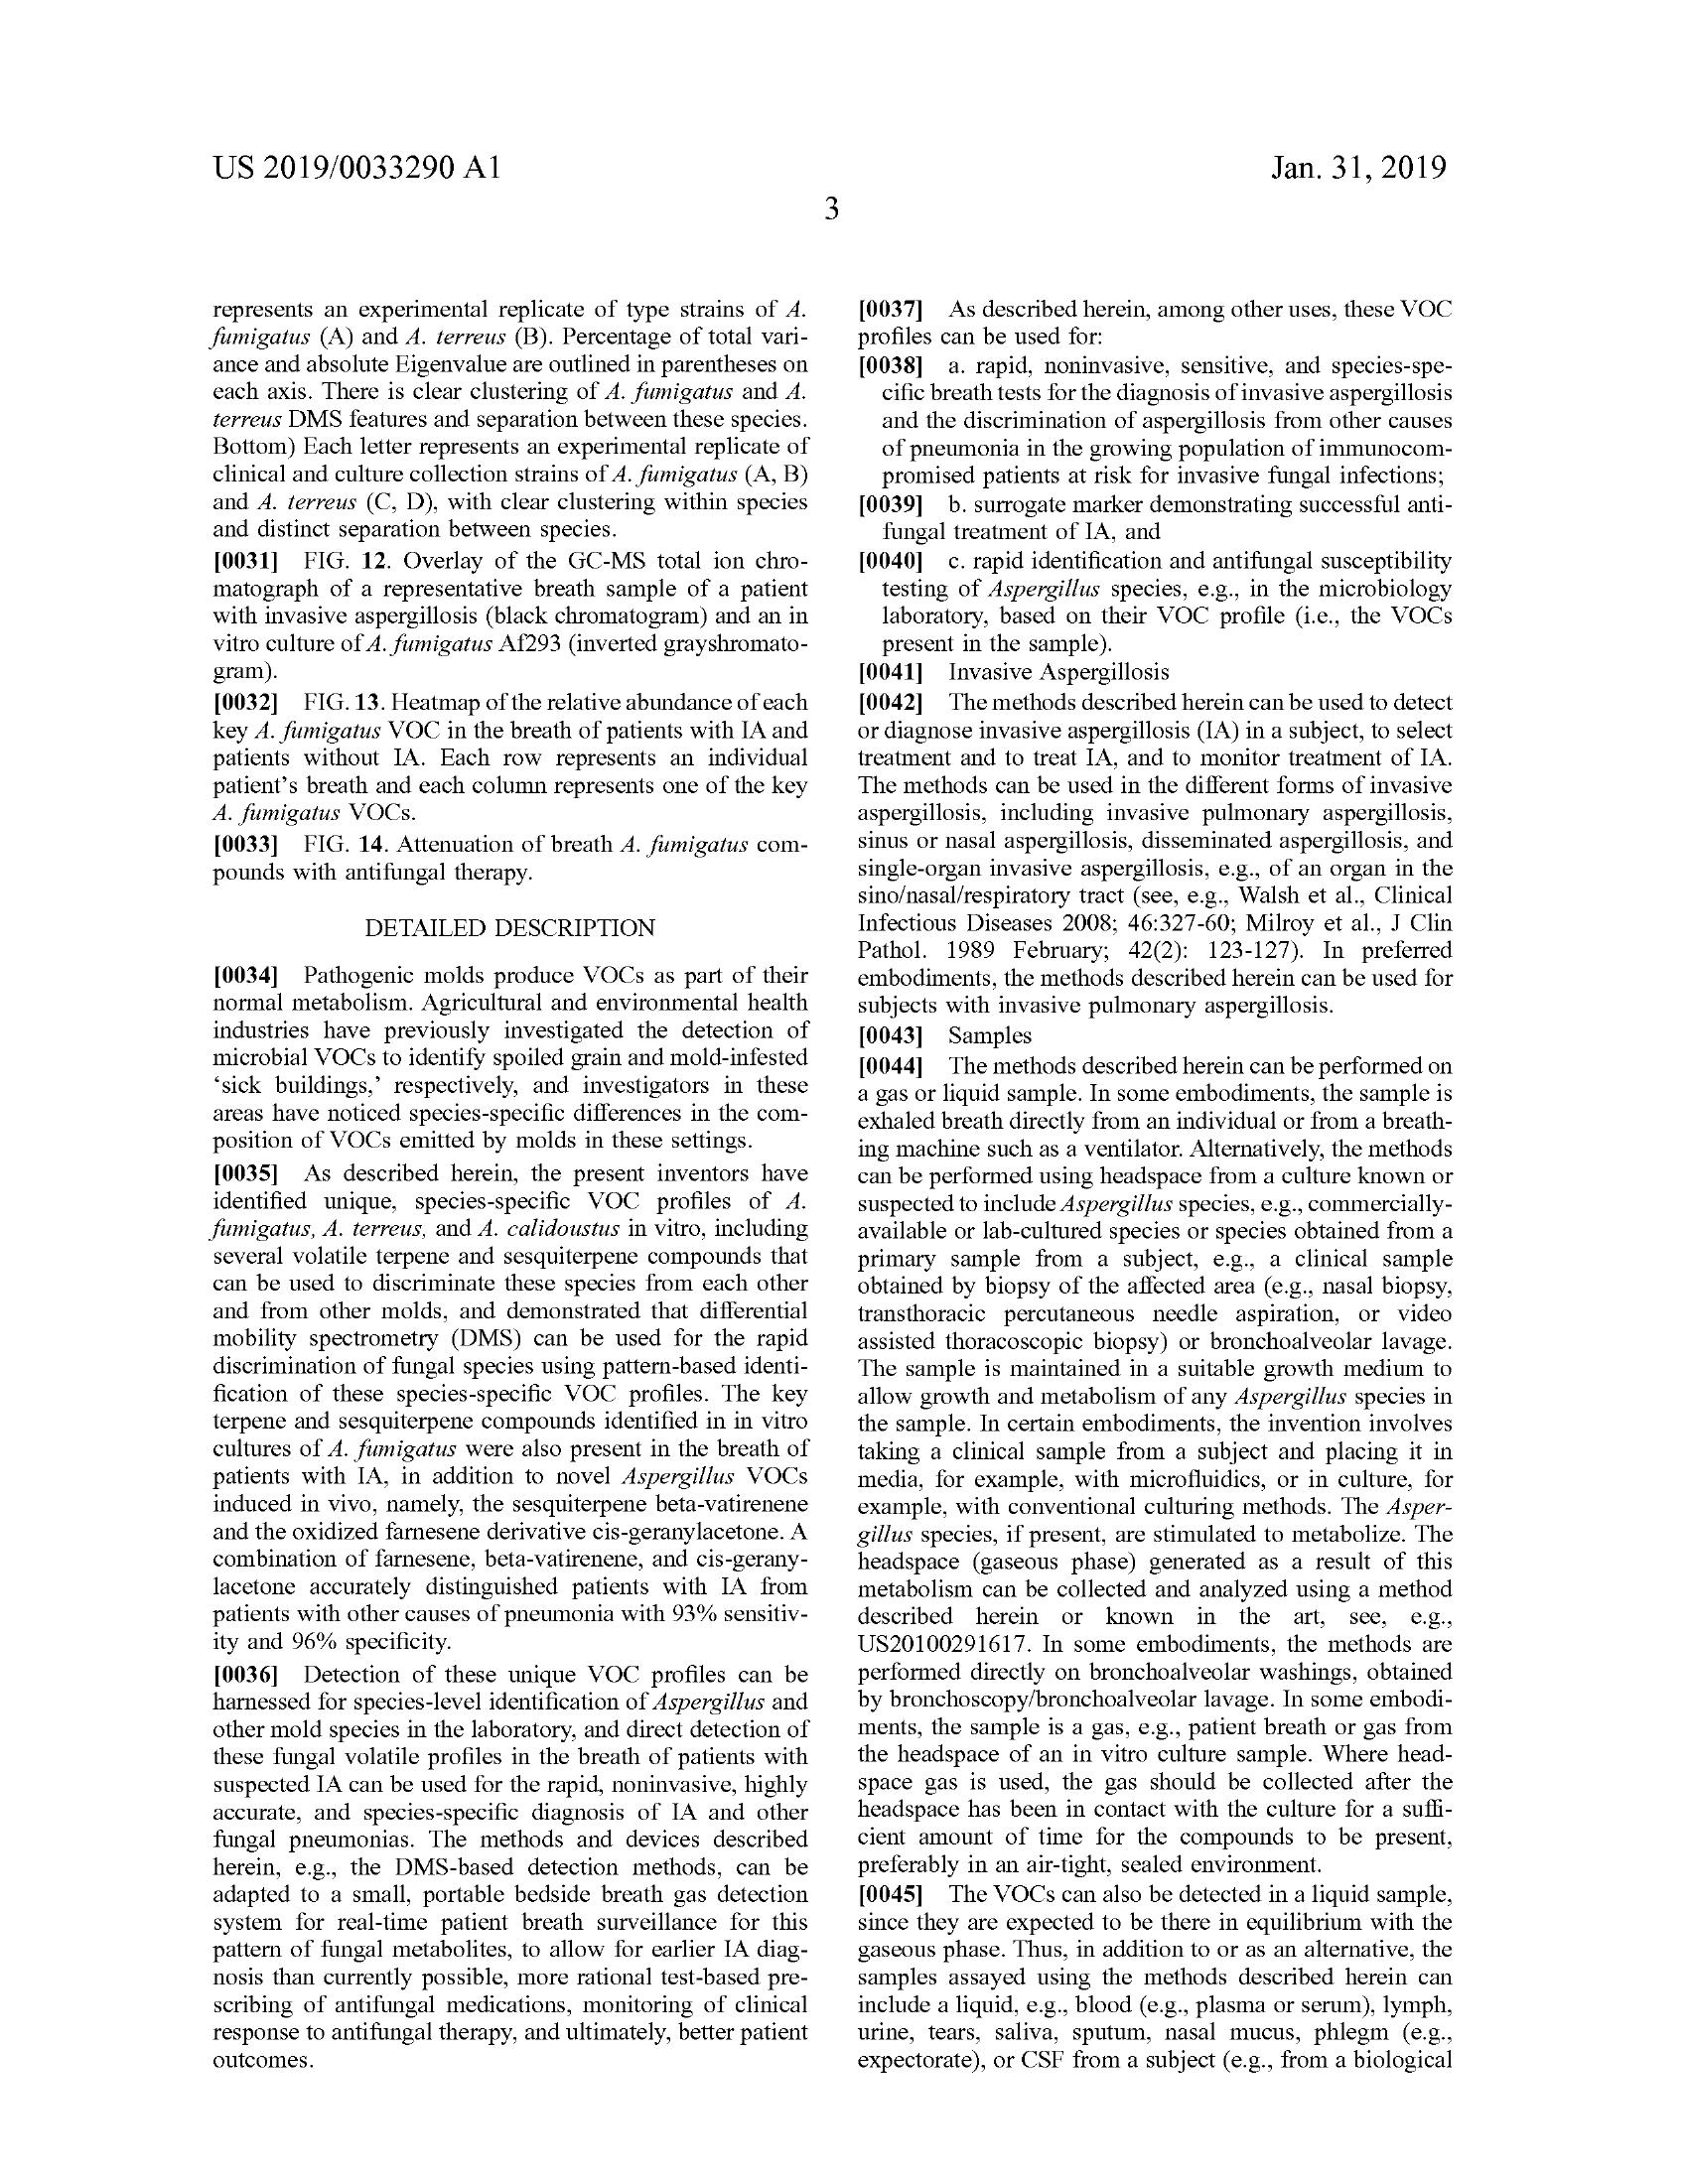 US 2019/0033290 A1
Jan. 31, 2019
3
represents an experimental replicate of type strains of A.
fumigatus (A) and A. terreus (B). Percentage of total vari-
ance and absolute Eigenvalue are outlined in parentheses on
each axis. There is clear clustering of A. fumigatus and A.
terreus DMS features and separation between these species.
Bottom) Each letter represents an experimental replicate of
clinical and culture collection strains of A. fumigatus (A, B)
and A. terreus (C, D), with clear clustering within species
and distinct separation between species.
[0031] FIG. 12. Overlay of the GC-MS total ion chro-
matograph of a representative breath sample of a patient
with invasive aspergillosis (black chromatogram) and an in
vitro culture of A. fumigatus Af293 (inverted grayshromato-
gram).
[0032] FIG. 13. Heatmap of the relative abundance of each
key A. fumigatus VOC in the breath of patients with IA and
patients without IA. Each row represents an individual
patient's breath and each column represents one of the key
A. fumigatus VOCs.
[0033] FIG. 14. Attenuation of breath A. fumigatus com-
pounds with antifungal therapy.
DETAILED DESCRIPTION
[0034] Pathogenic molds produce VOCs as part of their
normal metabolism. Agricultural and environmental health
industries have previously investigated the detection of
microbial VOCs to identify spoiled grain and mold-infested
‘sick buildings,’ respectively, and investigators in these
areas have noticed species-specific differences in the com-
position of VOCs emitted by molds in these settings.
[0035] As described herein, the present inventors have
identified unique, species-specific VOC profiles of A.
fumigatus, A. terreus, and A. calidoustus in vitro, including
several volatile terpene and sesquiterpene compounds that
can be used to discriminate these species from each other
and from other molds, and demonstrated that differential
mobility spectrometry (DMS) can be used for the rapid
discrimination of fungal species using pattern-based identi-
fication of these species-specific VOC profiles. The key
terpene and sesquiterpene compounds identified in in vitro
cultures of A. fumigatus were also present in the breath of
patients with IA, in addition to novel Aspergillus VOCs
induced in vivo, namely, the sesquiterpene beta-vatirenene
and the oxidized farnesene derivative cis-geranylacetone. A
combination of farnesene, beta-vatirenene, and cis-gerany-
lacetone accurately distinguished patients with IA from
patients with other causes of pneumonia with 93% sensitiv-
ity and 96% specificity.
[0036] Detection of these unique VOC profiles can be
harnessed for species-level identification of Aspergillus and
other mold species in the laboratory, and direct detection of
these fungal volatile profiles in the breath of patients with
suspected IA can be used for the rapid, noninvasive, highly
accurate, and species-specific diagnosis of IA and other
fungal pneumonias. The methods and devices described
herein, e.g., the DMS-based detection methods, can be
adapted to a small, portable bedside breath gas detection
system for real-time patient breath surveillance for this
pattern of fungal metabolites, to allow for earlier IA diag-
nosis than currently possible, more rational test-based pre-
scribing of antifungal medications, monitoring of clinical
response to antifungal therapy, and ultimately, better patient
outcomes.
[0037] As described herein, among other uses, these VOC
profiles can be used for:
[0038] a. rapid, noninvasive, sensitive, and species-spe-
cific breath tests for the diagnosis of invasive aspergillosis
and the discrimination of aspergillosis from other causes
of pneumonia in the growing population of immunocom-
promised patients at risk for invasive fungal infections;
[0039] b. surrogate marker demonstrating successful anti-
fungal treatment of IA, and
[0040] c. rapid identification and antifungal susceptibility
testing of Aspergillus species, e.g., in the microbiology
laboratory, based on their VOC profile (i.e., the VOCs
present in the sample).
[0041] Invasive Aspergillosis
[0042] The methods described herein can be used to detect
or diagnose invasive aspergillosis (IA) in a subject, to select
treatment and to treat IA, and to monitor treatment of IA.
The methods can be used in the different forms of invasive
aspergillosis, including invasive pulmonary aspergillosis,
sinus or nasal aspergillosis, disseminated aspergillosis, and
single-organ invasive aspergillosis, e.g., of an organ in the
sino/nasal/respiratory tract (see, e.g., Walsh et al., Clinical
Infectious Diseases 2008; 46:327-60; Milroy et al., J Clin
Pathol. 1989 February; 42(2): 123-127). In preferred
embodiments, the methods described herein can be used for
subjects with invasive pulmonary aspergillosis.
[0043] Samples
[0044] The methods described herein can be performed on
a gas or liquid sample. In some embodiments, the sample is
exhaled breath directly from an individual or from a breath-
ing machine such as a ventilator. Alternatively, the methods
can be performed using headspace from a culture known or
suspected to include Aspergillus species, e.g., commercially-
available or lab-cultured species or species obtained from a
primary sample from a subject, e.g., a clinical sample
obtained by biopsy of the affected area (e.g., nasal biopsy,
transthoracic percutaneous needle aspiration, or video
assisted thoracoscopic biopsy) or bronchoalveolar lavage.
The sample is maintained in a suitable growth medium to
allow growth and metabolism of any Aspergillus species in
the sample. In certain embodiments, the invention involves
taking a clinical sample from a subject and placing it in
media, for example, with microfluidics, or in culture, for
example, with conventional culturing methods. The Asper-
gillus species, if present, are stimulated to metabolize. The
headspace (gaseous phase) generated as a result of this
metabolism can be collected and analyzed using a method
described herein or known in the art, see, e.g.,
US20100291617. In some embodiments, the methods are
performed directly on bronchoalveolar washings, obtained
by bronchoscopy/bronchoalveolar lavage. In some embodi-
ments, the sample is a gas, e.g., patient breath or gas from
the headspace of an in vitro culture sample. Where head-
space gas is used, the gas should be collected after the
headspace has been in contact with the culture for a suffi-
cient amount of time for the compounds to be present,
preferably in an air-tight, sealed environment.
[0045] The VOCs can also be detected in a liquid sample,
since they are expected to be there in equilibrium with the
gaseous phase. Thus, in addition to or as an alternative, the
samples assayed using the methods described herein can
include a liquid, e.g., blood (e.g., plasma or serum), lymph,
urine, tears, saliva, sputum, nasal mucus, phlegm (e.g.,
expectorate), or CSF from a subject (e.g., from a biological